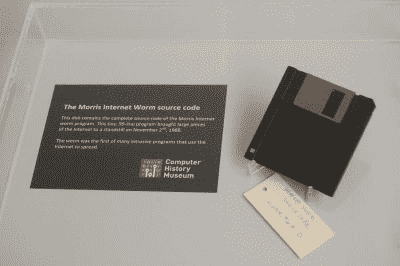 The Morris Internet Worm source code
This disk contains the complete source code of the Morris Internet
worm program. This tiny, 99-line program brought large pieces
of the Internet to a standstill on November 2nd, 1988.
The worm was the first of many intrusive programs that use the
Internet to spread.
Computer
History
Museum